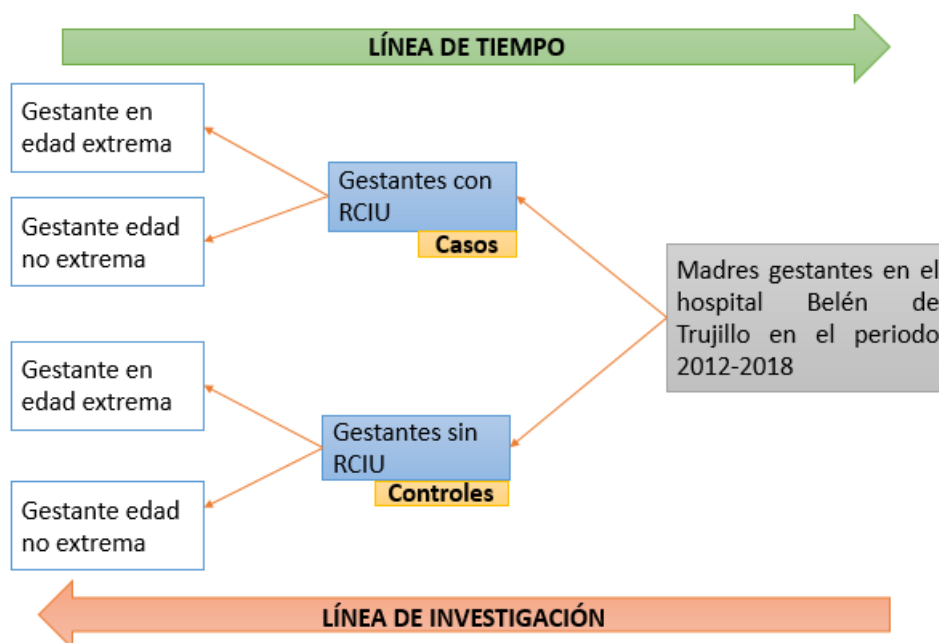 LÍNEA DE TIEMPO
Gestante en
edad extrema
Gestante edad
no extrema
Gestantes con
RCIU
Casos
Madres gestantes en el
hospital Belén de
Trujillo en el periodo
2012-2018
Gestante en
edad extrema
Gestante edad
no extrema
Gestantes sin
RCIU
Controles
LÍNEA DE INVESTIGACIÓN